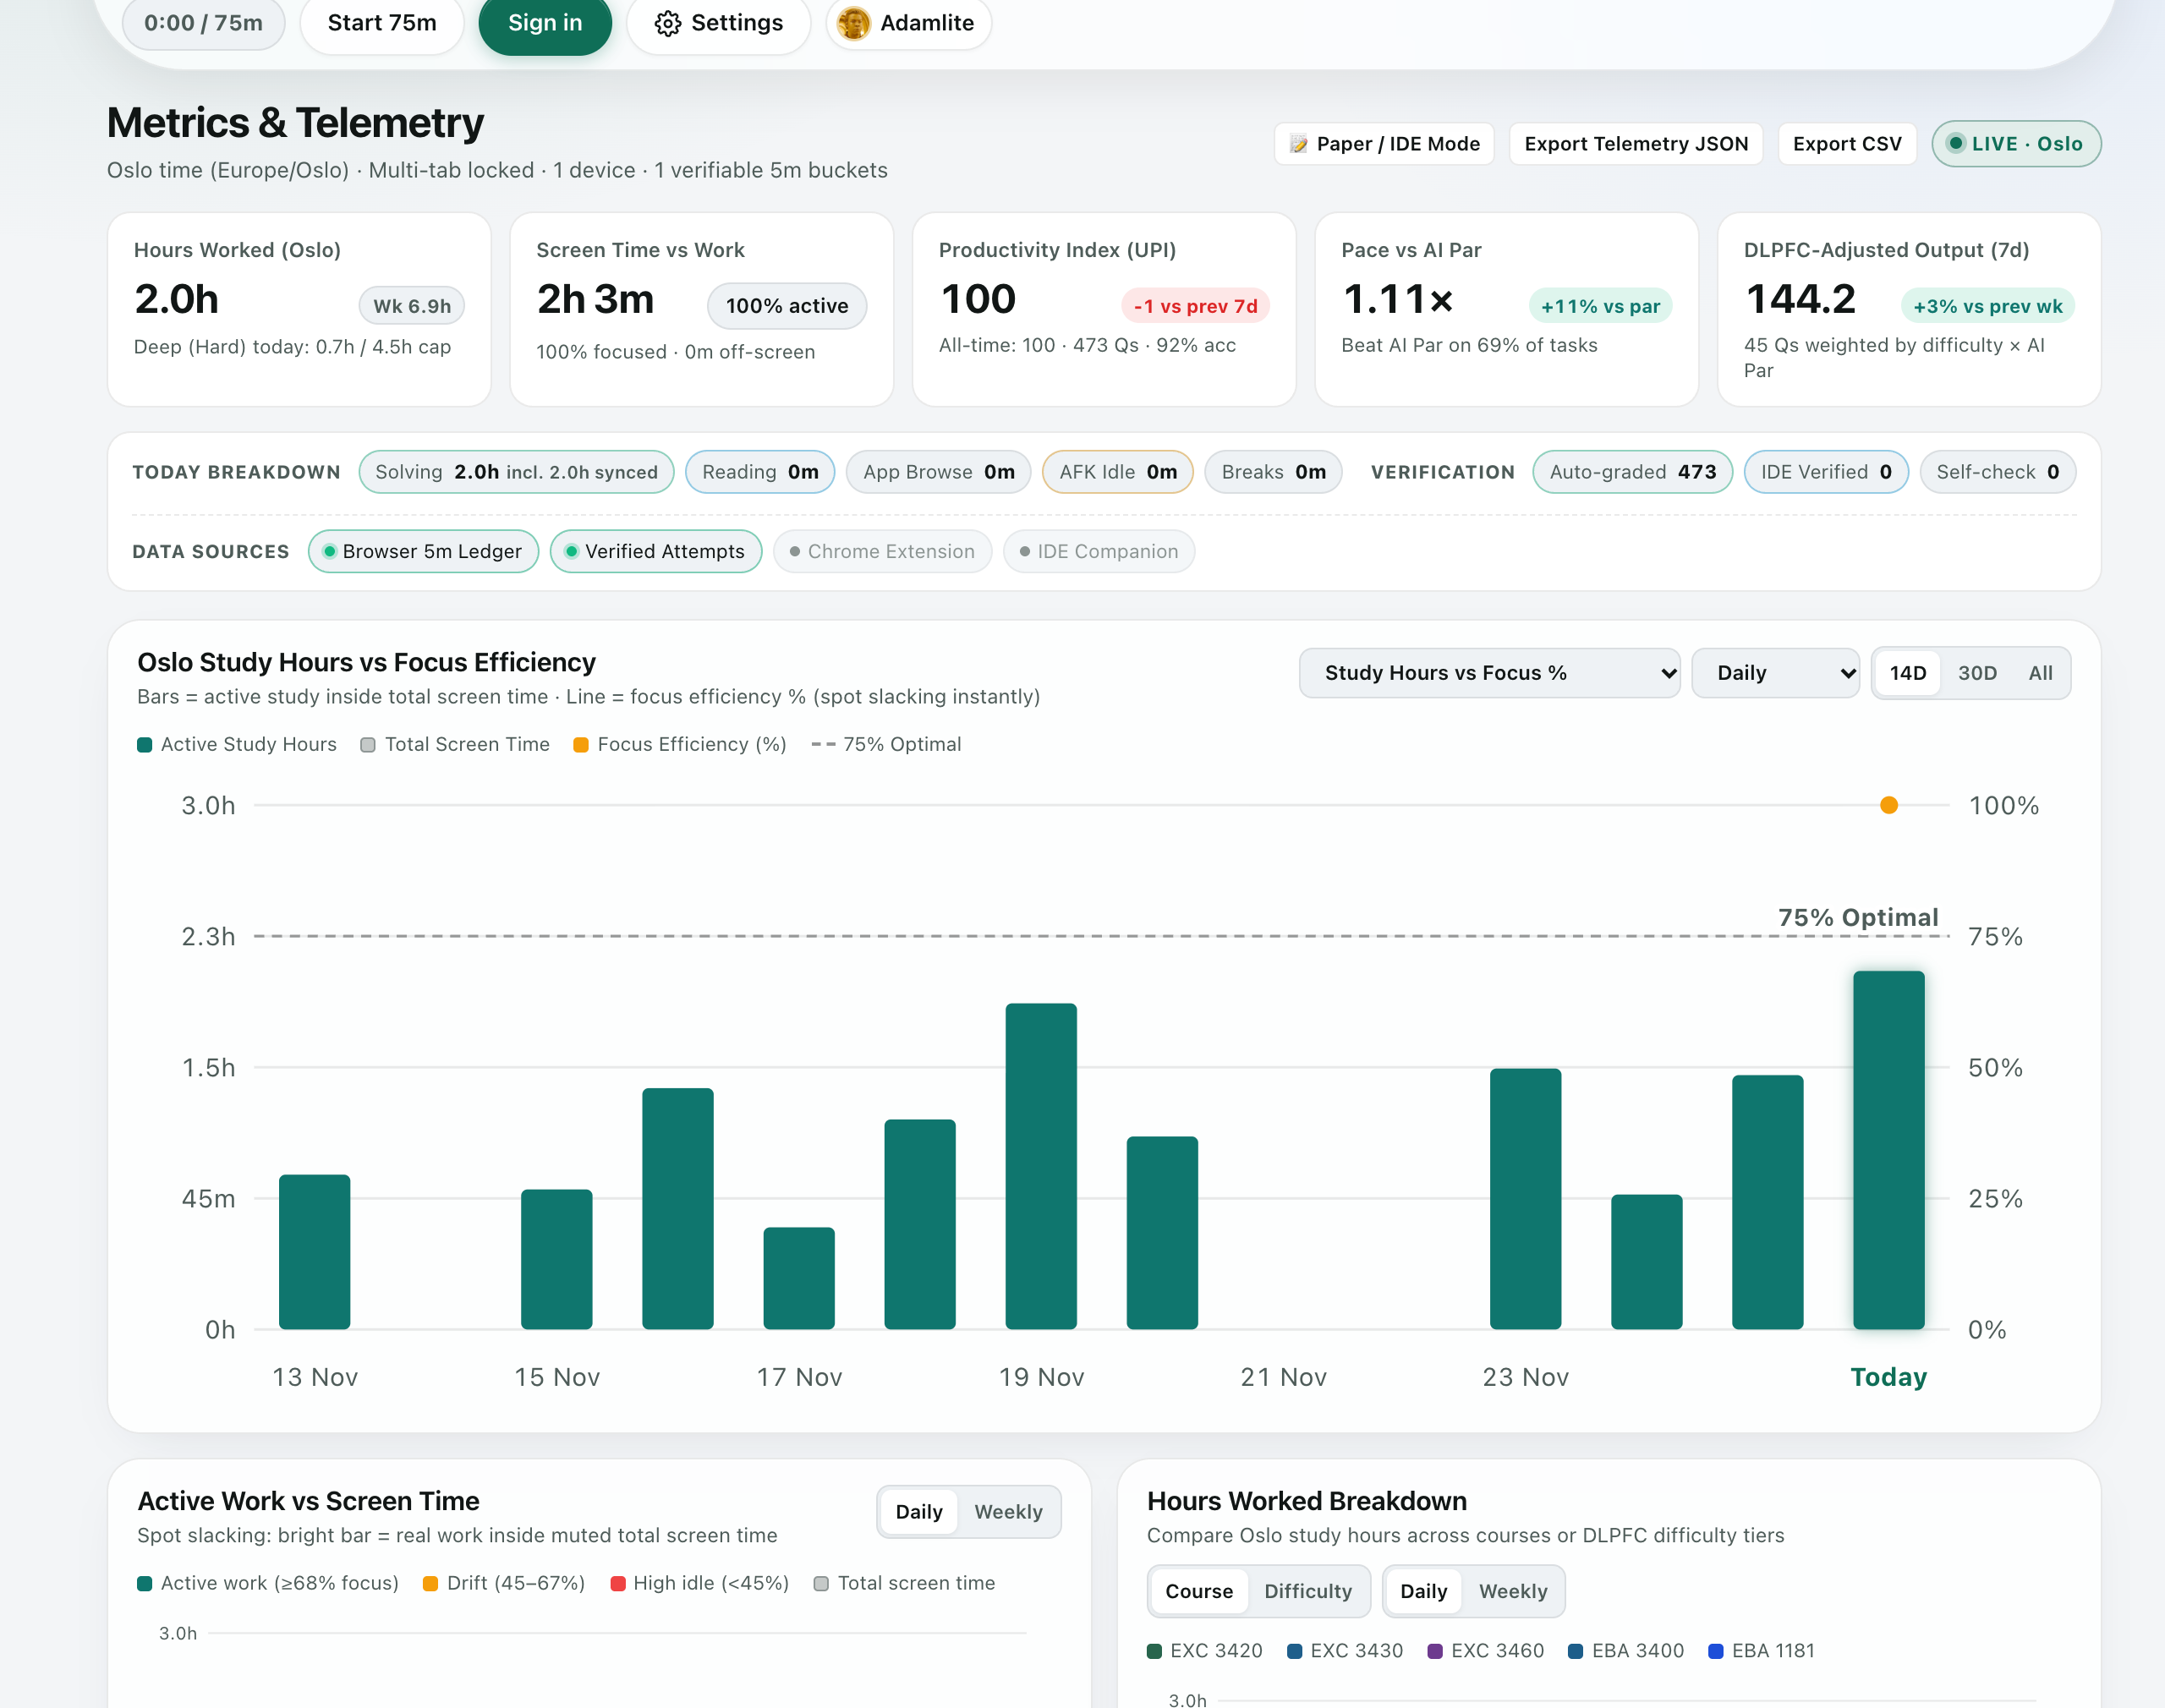 0:00 / 75m
Start 75m
Sign in
Settings
Adamlite
Metrics & Telemetry
Oslo time (Europe/Oslo) · Multi-tab locked · 1 device · 1 verifiable 5m buckets
📝 Paper / IDE Mode
Export Telemetry JSON
Export CSV
LIVE · Oslo
Hours Worked (Oslo)
2.0h
Wk 6.9h
Deep (Hard) today: 0.7h / 4.5h cap
Screen Time vs Work
2h 3m
100% active
100% focused · 0m off-screen
Productivity Index (UPI)
100
-1 vs prev 7d
All-time: 100 · 473 Qs · 92% acc
Pace vs AI Par
1.11×
+11% vs par
Beat AI Par on 69% of tasks
DLPFC-Adjusted Output (7d)
144.2
+3% vs prev wk
45 Qs weighted by difficulty × AI
Par
TODAY BREAKDOWN
Solving 2.0h incl. 2.0h synced
Reading 0m
App Browse 0m
AFK Idle 0m
Breaks 0m
VERIFICATION
Auto-graded 473
IDE Verified 0
Self-check 0
DATA SOURCES
Browser 5m Ledger
Verified Attempts
Chrome Extension
IDE Companion
Oslo Study Hours vs Focus Efficiency
Bars = active study inside total screen time · Line = focus efficiency % (spot slacking instantly)
Study Hours vs Focus %
Daily
14D
30D
All
Active Study Hours
Total Screen Time
Focus Efficiency (%)
75% Optimal
3.0h
100%
75% Optimal
2.3h
75%
1.5h
50%
45m
25%
0h
0%
13 Nov
15 Nov
17 Nov
19 Nov
21 Nov
23 Nov
Today
Active Work vs Screen Time
Spot slacking: bright bar = real work inside muted total screen time
Daily
Weekly
Active work (≥68% focus)
Drift (45–67%)
High idle (<45%)
Total screen time
3.0h
Hours Worked Breakdown
Compare Oslo study hours across courses or DLPFC difficulty tiers
Course
Difficulty
Daily
Weekly
EXC 3420
EXC 3430
EXC 3460
EBA 3400
EBA 1181
3.0h